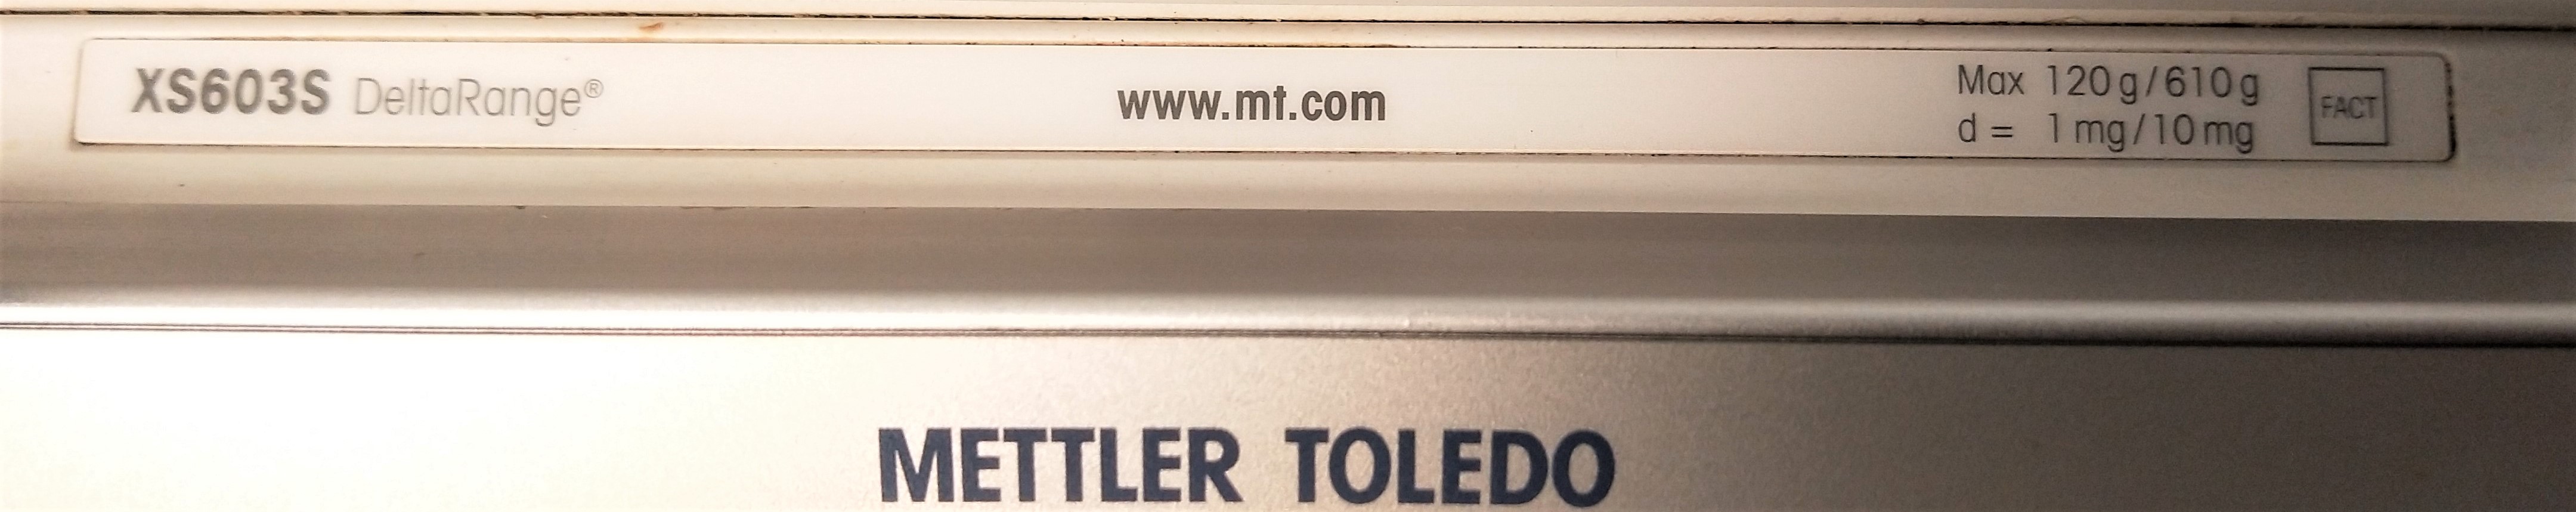 XS603S DeltaRange®
www.mt.com
Max 120g/610g
d = 1mg/10mg
FACT
METTLER TOLEDO